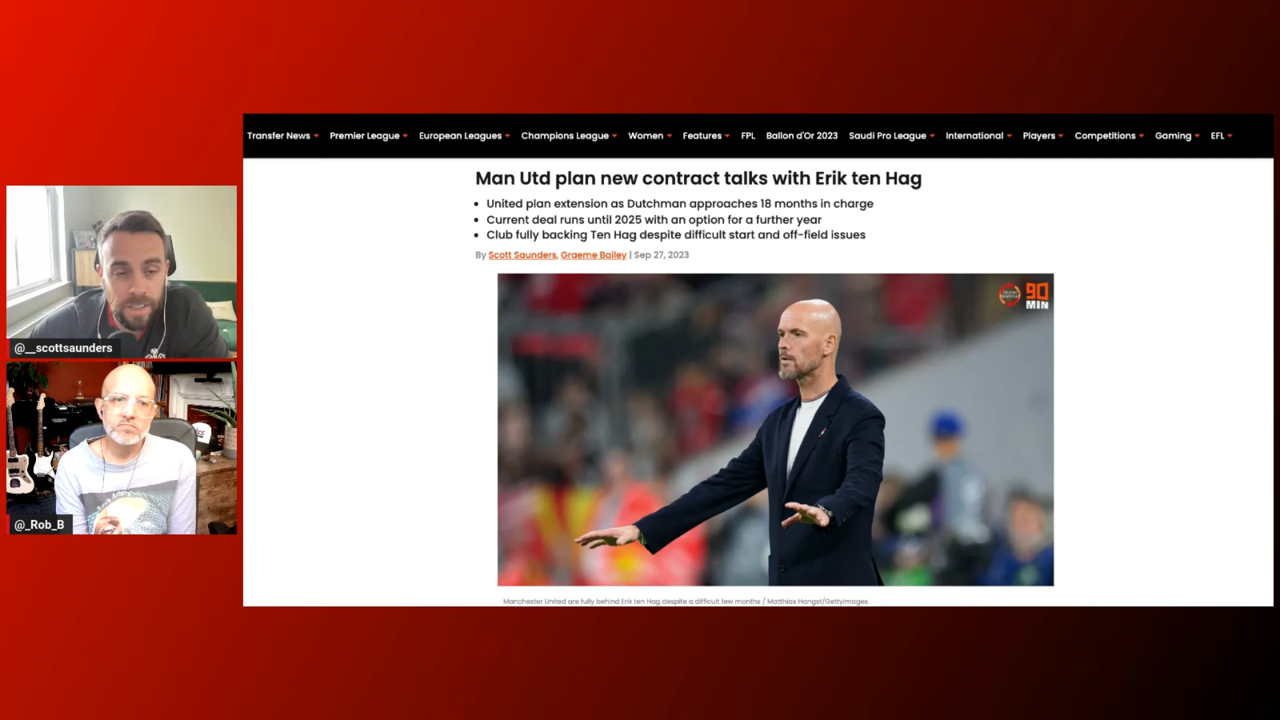 Transfer News Premier League European Leagues Champions League Women Features FPL Ballon d'Or 2023 Saudi Pro League International Players Competitions Gaming EFL
Man Utd plan new contract talks with Erik ten Hag
United plan extension as Dutchman approaches 18 months in charge
Current deal runs until 2025 with an option for a further year
Club fully backing Ten Hag despite difficult start and off-field issues
By Scott Saunders, Graeme Bailey | Sep 27, 2023
90
MIN
@__scottsaunders
@_Rob_B
Manchester United are fully behind Erik ten Hag despite a difficult few months / Matthias Hangst/GettyImages